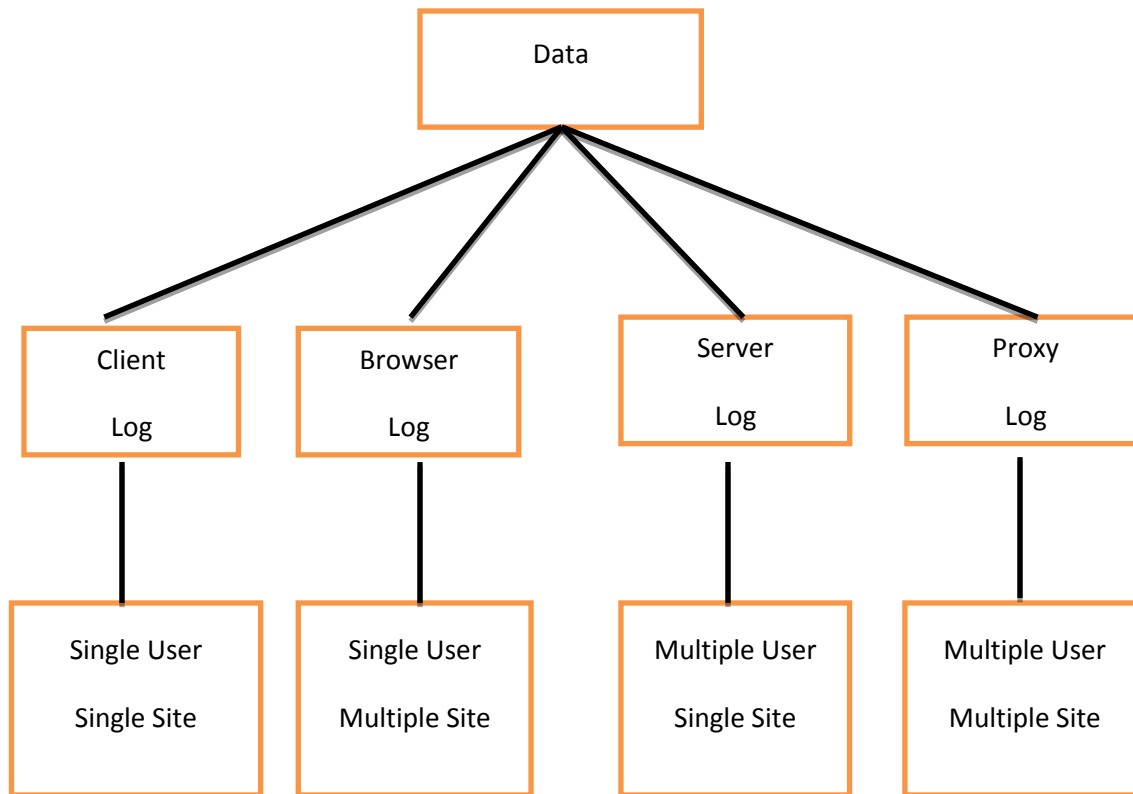 Data
Client
Log
Browser
Log
Server
Log
Proxy
Log
Single User
Single Site
Single User
Multiple Site
Multiple User
Single Site
Multiple User
Multiple Site